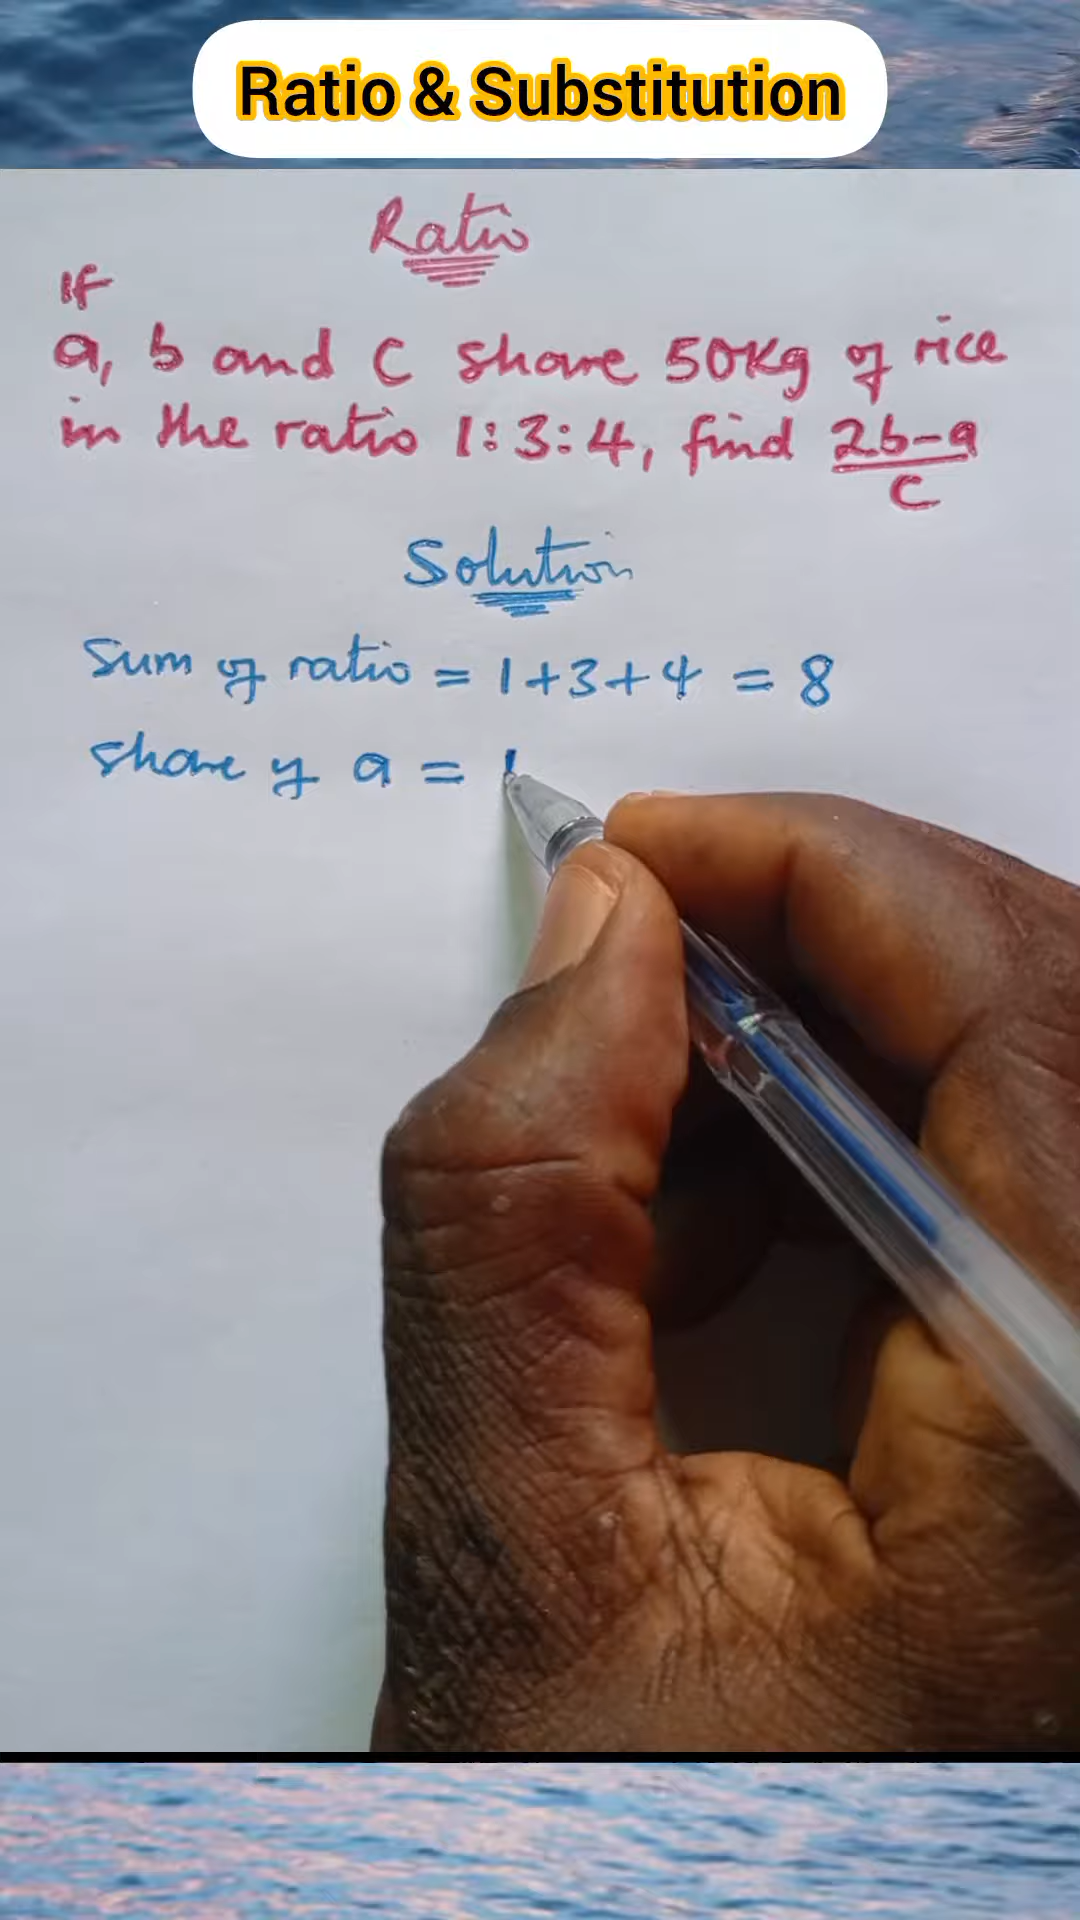 Ratio & Substitution
Ratio
If
a, b and c share 50kg of rice
in the ratio 1:3:4, find 2b-a/c
Solution
Sum of ratio = 1+3+4 = 8
share of a = 1